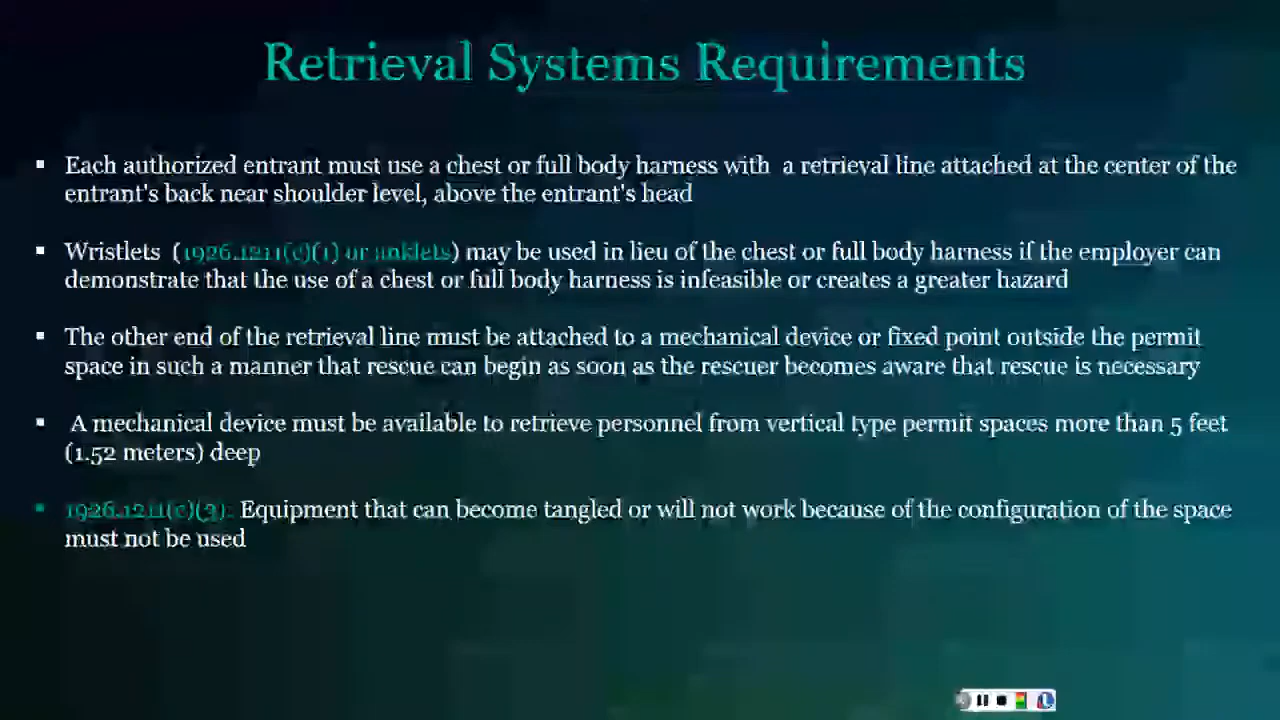 Retrieval Systems Requirements
▪ Each authorized entrant must use a chest or full body harness with a retrieval line attached at the center of the
entrant's back near shoulder level, above the entrant's head
▪ Wristlets (1926.1211(c)(1) or anklets) may be used in lieu of the chest or full body harness if the employer can
demonstrate that the use of a chest or full body harness is infeasible or creates a greater hazard
▪ The other end of the retrieval line must be attached to a mechanical device or fixed point outside the permit
space in such a manner that rescue can begin as soon as the rescuer becomes aware that rescue is necessary
▪ A mechanical device must be available to retrieve personnel from vertical type permit spaces more than 5 feet
(1.52 meters) deep
▪ 1926.1211(c)(3): Equipment that can become tangled or will not work because of the configuration of the space
must not be used